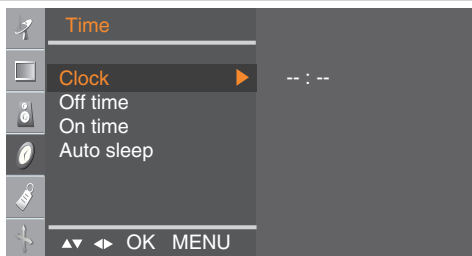 Time
Clock -- : --
Off time
On time
Auto sleep
OK MENU